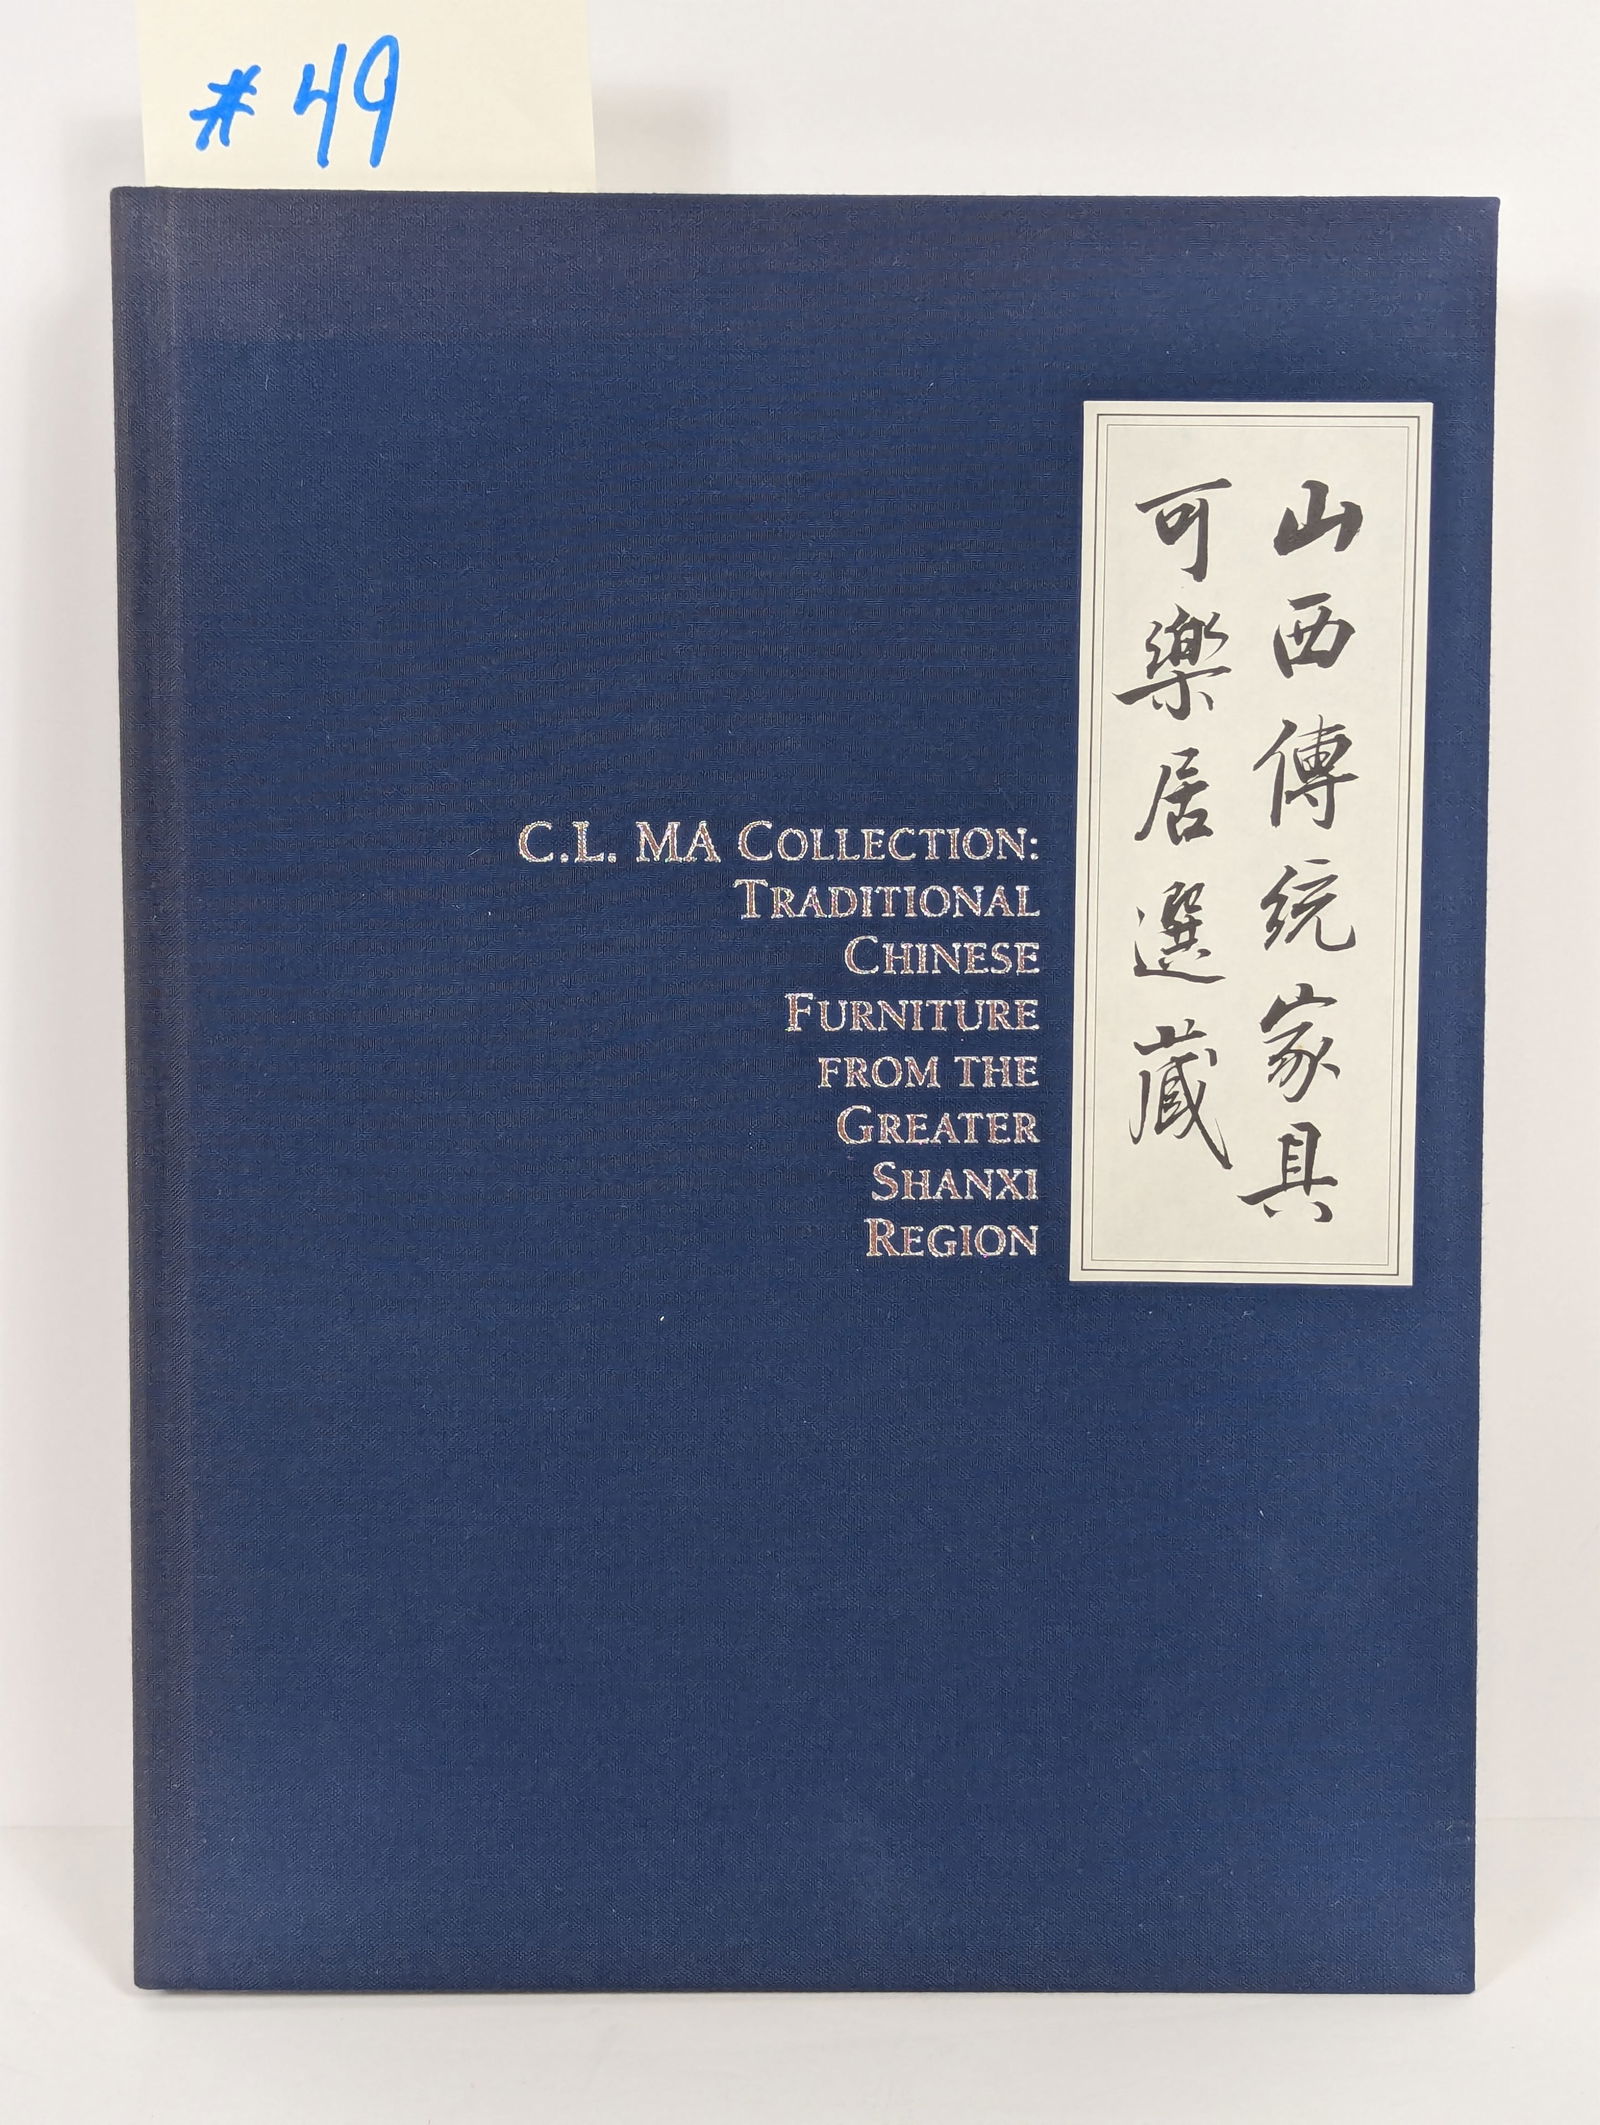 #49
C.L. MA COLLECTION:
TRADITIONAL
CHINESE
FURNITURE
FROM THE
GREATER
SHANXI
REGION
山西傳統家具
可樂居選藏